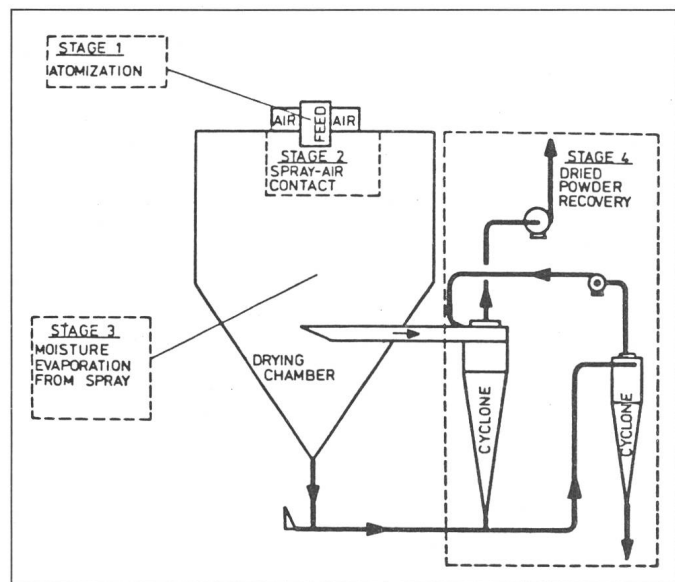 STAGE 1
ATOMIZATION
AIR
FEED
AIR
STAGE 2
SPRAY-AIR
CONTACT
STAGE 4
DRIED
POWDER
RECOVERY
STAGE 3
MOISTURE
EVAPORATION
FROM SPRAY
DRYING
CHAMBER
CYCLONE
CYCLONE